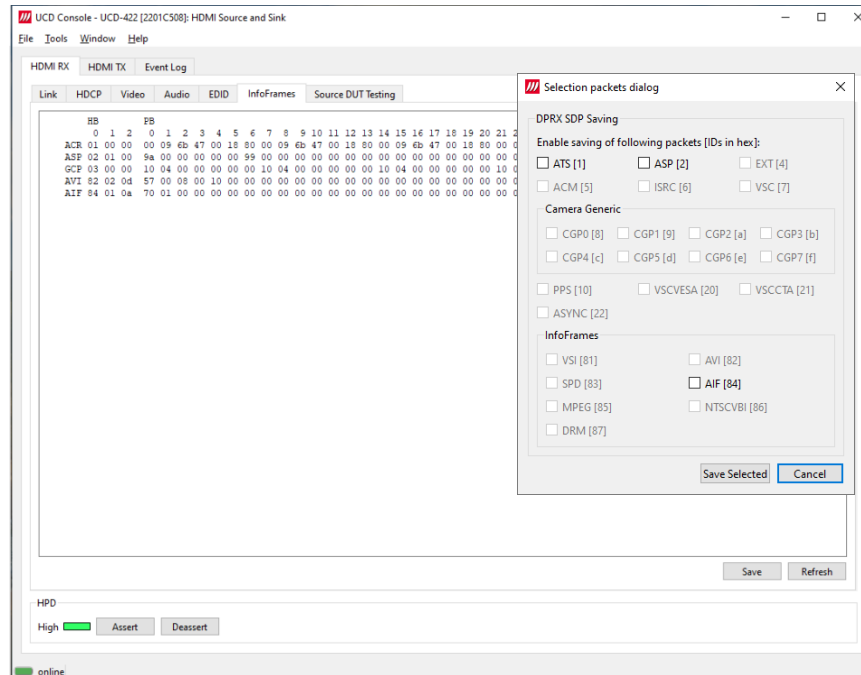 UCD Console - UCD-422 [2201C508]: HDMI Source and Sink
File Tools Window Help
HDMI RX HDMI TX Event Log
Link HDCP Video Audio EDID InfoFrames Source DUT Testing
HB PB
0 1 2 0 1 2 3 4 5 6 7 8 9 10 11 12 13 14 15 16 17 18 19 20 21 2
ACR 01 00 00 00 09 6b 47 00 18 80 00 09 6b 47 00 18 80 00 09 6b 47 00 18 80 00 0
ASP 02 01 00 9a 00 00 00 00 00 99 00 00 00 00 00 00 00 00 00 00 00 00 00 00 00 0
GCP 03 00 00 10 04 00 00 00 00 00 10 04 00 00 00 00 00 10 04 00 00 00 00 00 10 0
AVI 82 02 0d 57 00 08 00 10 00 00 00 00 00 00 00 00 00 00 00 00 00 00 00 00 00 0
AIF 84 01 0a 70 01 00 00 00 00 00 00 00 00 00 00 00 00 00 00 00 00 00 00 00 00 0
Save Refresh
HPD
High Assert Deassert
online
Selection packets dialog
DPRX SDP Saving
Enable saving of following packets [IDs in hex]:
ATS [1] ASP [2] EXT [4]
ACM [5] ISRC [6] VSC [7]
Camera Generic
CGP0 [8] CGP1 [9] CGP2 [a] CGP3 [b]
CGP4 [c] CGP5 [d] CGP6 [e] CGP7 [f]
PPS [10] VSCVESA [20] VSCCTA [21]
ASYNC [22]
InfoFrames
VSI [81] AVI [82]
SPD [83] AIF [84]
MPEG [85] NTSCVBI [86]
DRM [87]
Save Selected Cancel